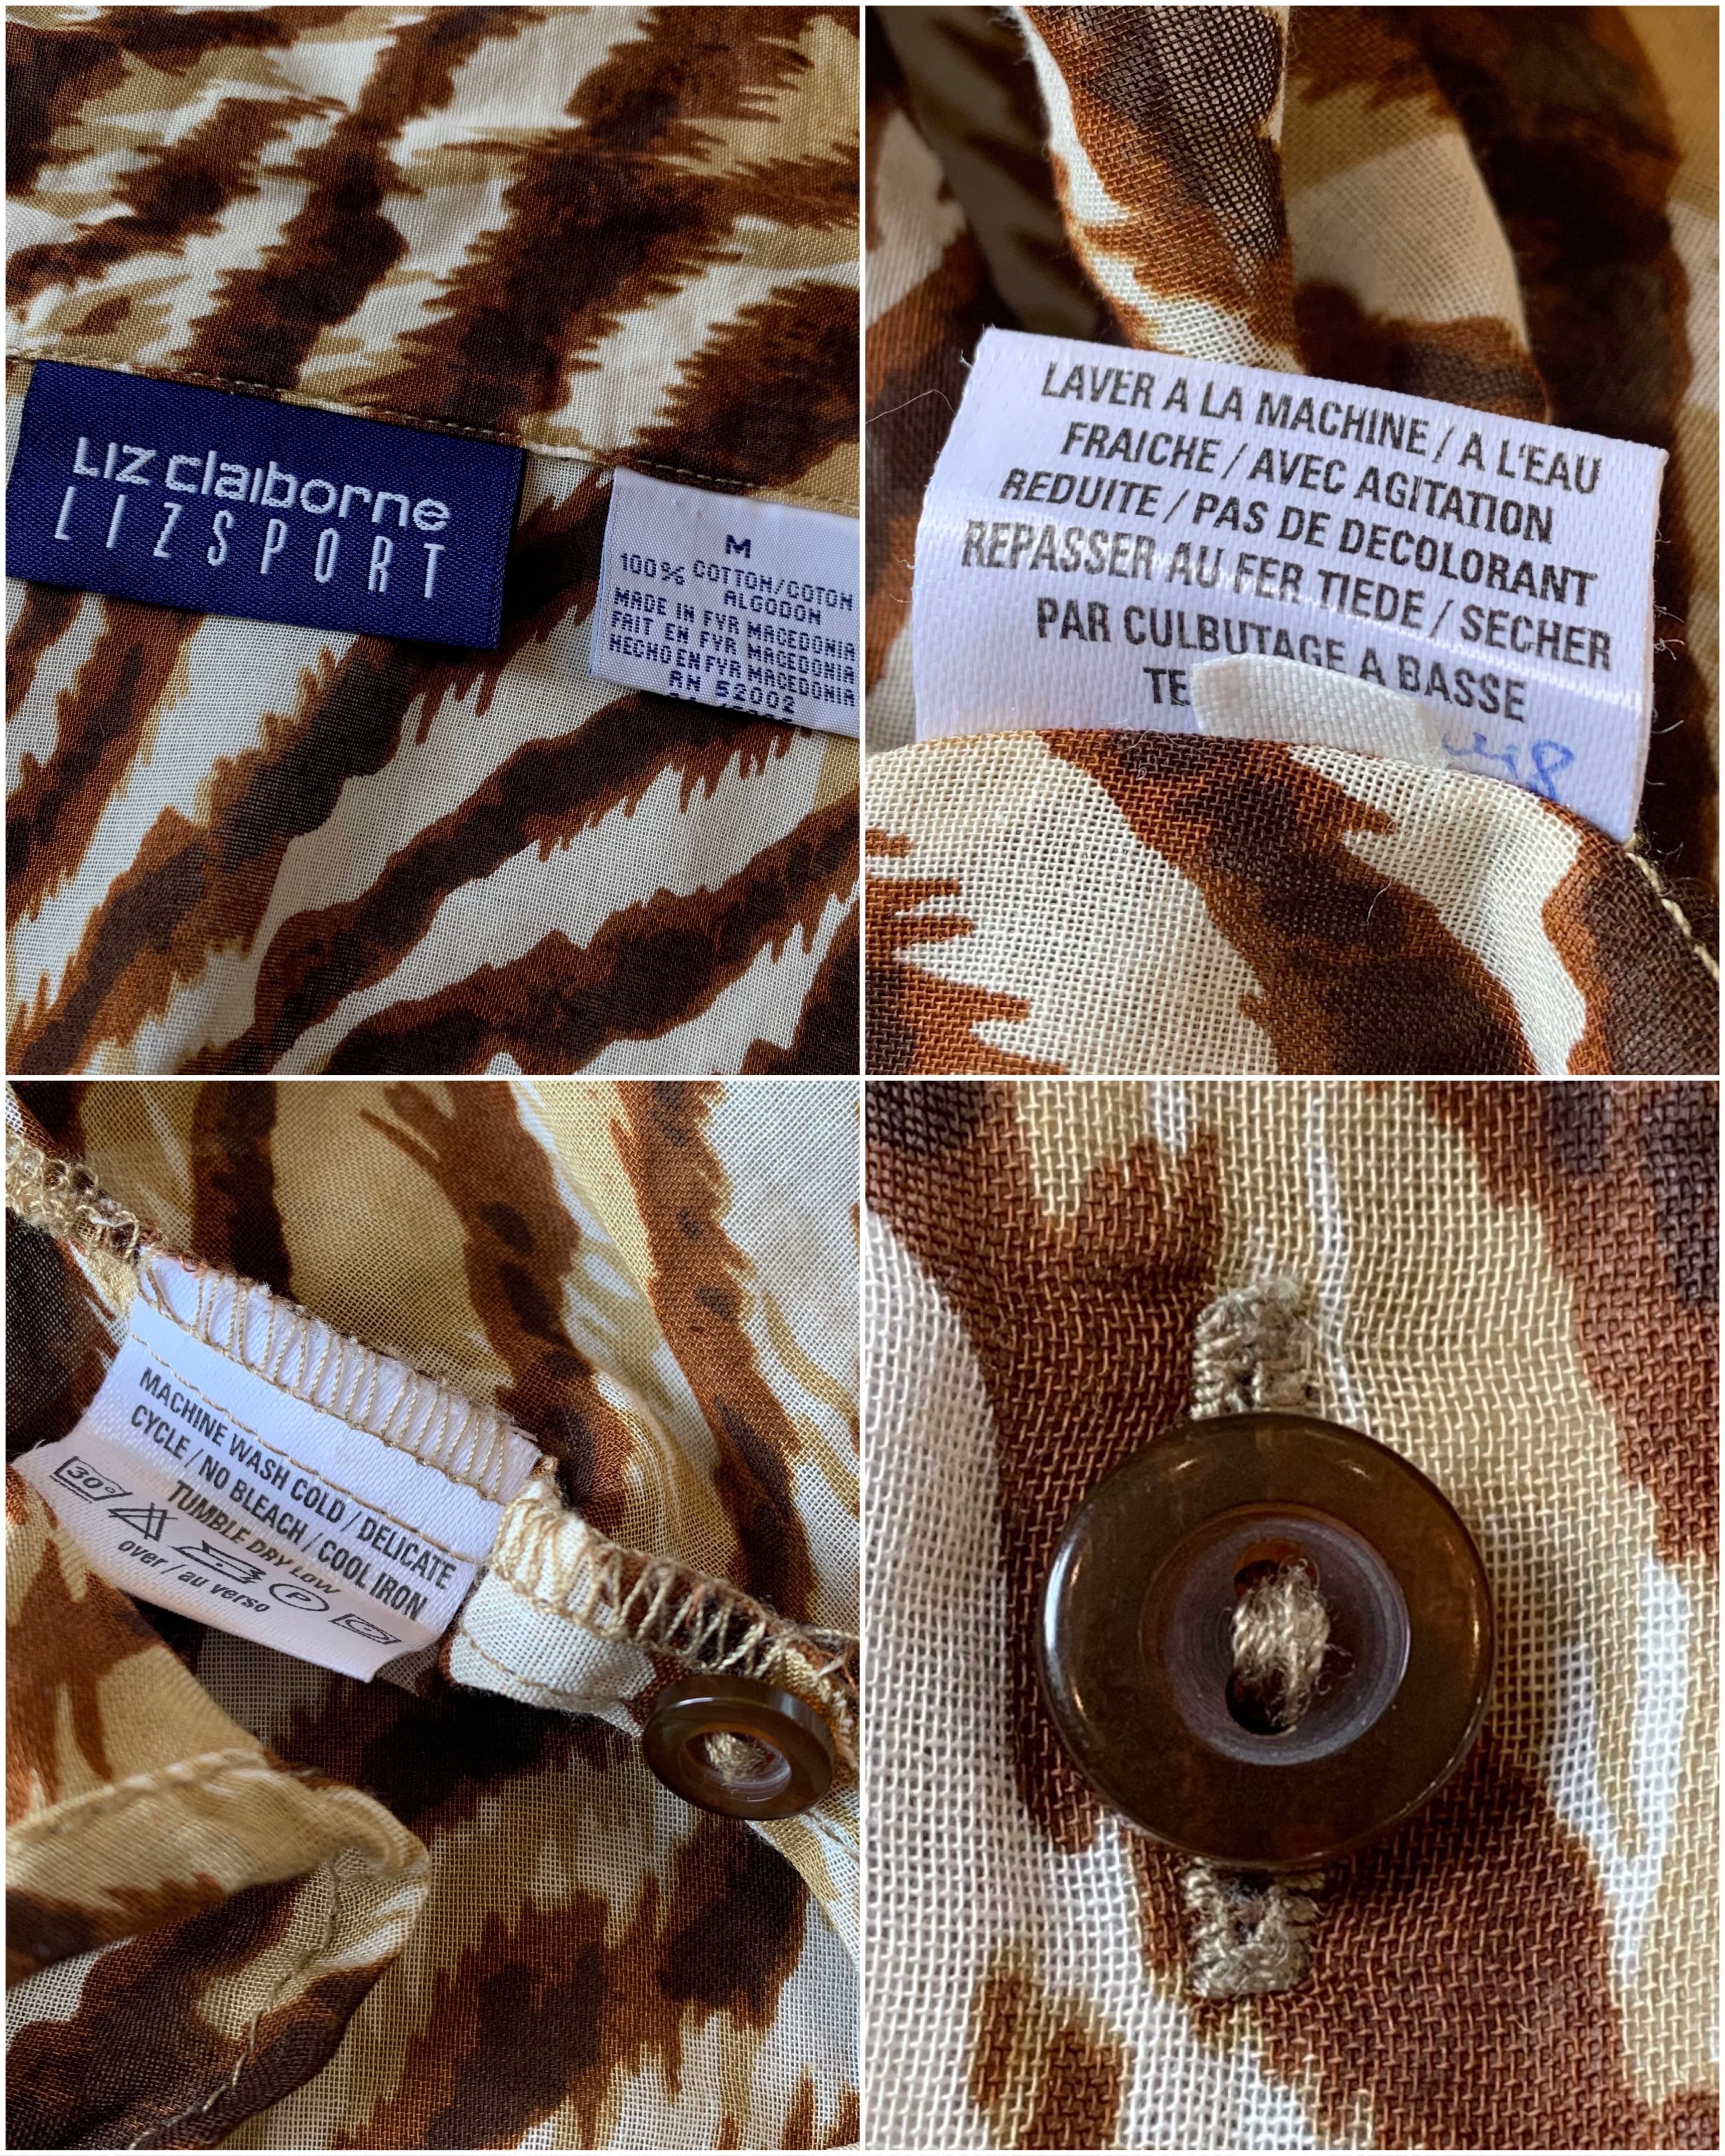 Liz claiborne
LIZSPORT
M
100% COTTON/COTON
ALGODON
MADE IN FYR MACEDONIA
FAIT EN FYR MACEDONIA
HECHO EN FYR MACEDONIA
RN 52002
LAVER A LA MACHINE / A L'EAU
FRAICHE / AVEC AGITATION
REDUITE / PAS DE DECOLORANT
REPASSER AU FER TIEDE / SECHER
PAR CULBUTAGE A BASSE
TE
MACHINE WASH COLD / DELICATE
CYCLE / NO BLEACH / COOL IRON
TUMBLE DRY LOW
30° P
over / au verso